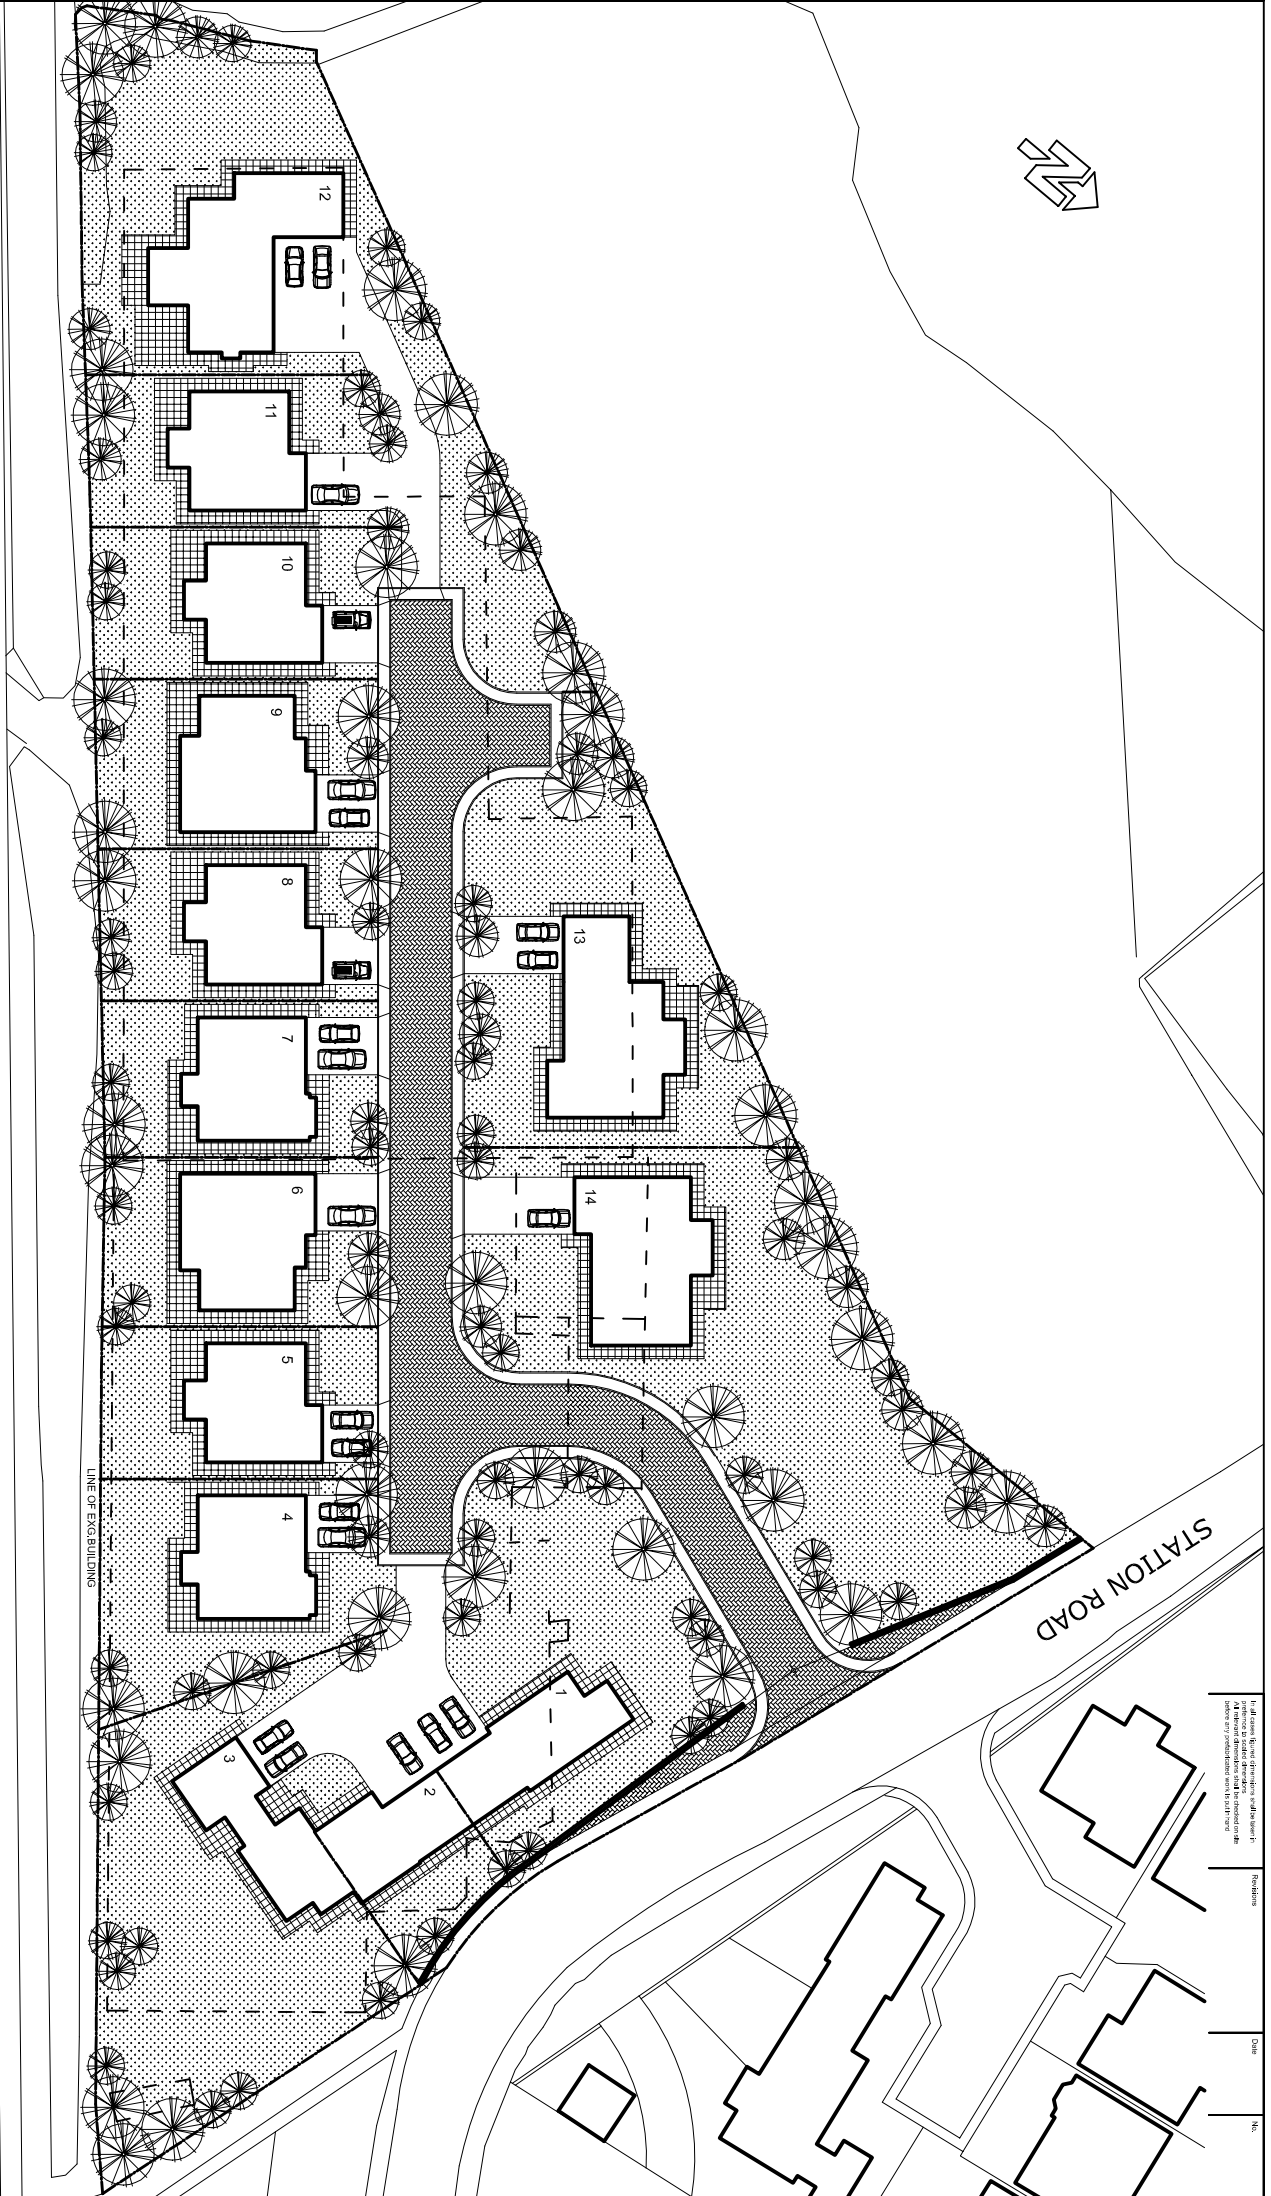 N
12
11
10
9
8
7
6
5
4
13
14
1
2
3
LINE OF EXG.BUILDING
STATION ROAD
In all cases figured dimensions shall be taken in
preference to scaled dimensions
All relevant dimensions shall be checked on site
before any prefabricated work is put in hand
Revisions
Date
No.